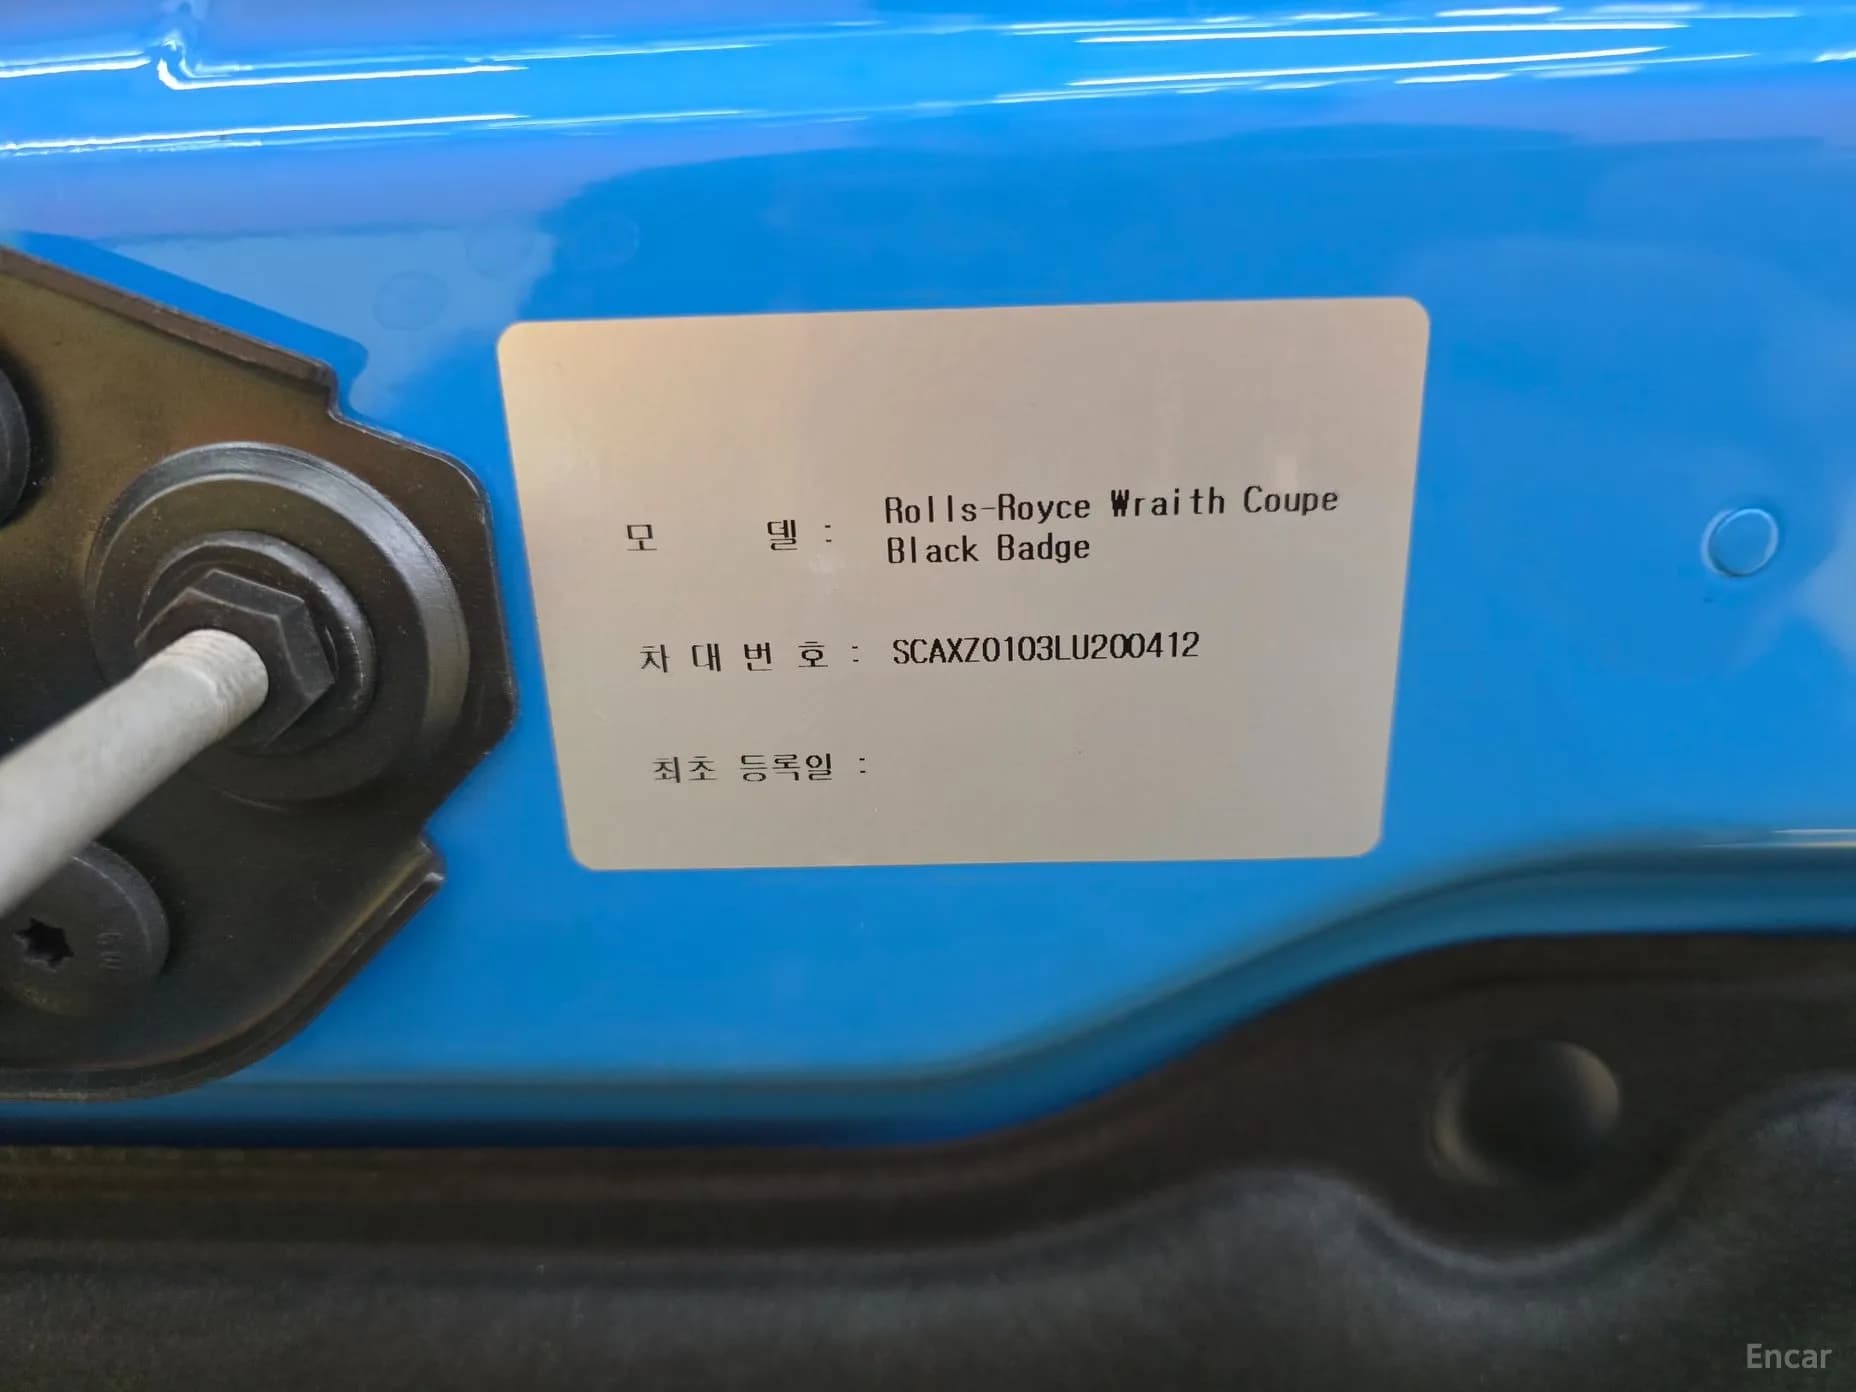 모 델 : Rolls-Royce Wraith Coupe
Black Badge
차 대 번 호 : SCAXZ0103LU200412
최초 등록일 :
Encar